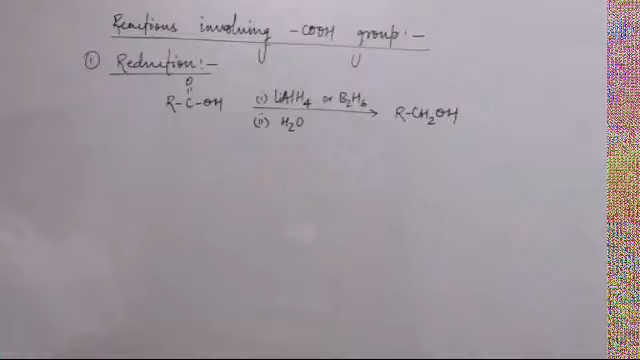 Reactions involving -COOH group:-
① Reduction:-
O
R-C-OH (i) LiAlH4 or B2H6 R-CH2OH
(ii) H2O